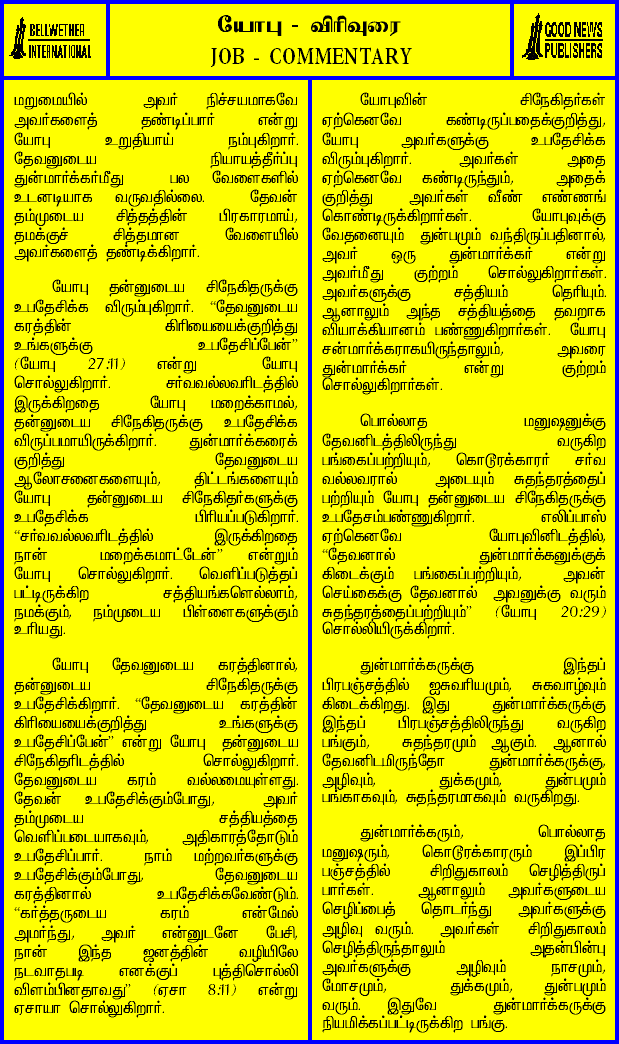 BELLWETHER
INTERNATIONAL
யோபு - விரிவுரை
JOB - COMMENTARY
GOOD NEWS
PUBLISHERS
மறுமையில் அவர் நிச்சயமாகவே
அவர்களைத் தண்டிப்பார் என்று
யோபு உறுதியாய் நம்புகிறார்.
தேவனுடைய நியாயத்தீர்ப்பு
துன்மார்க்கர்மீது பல வேளைகளில்
உடனடியாக வருவதில்லை. தேவன்
தம்முடைய சித்தத்தின் பிரகாரமாய்,
தமக்குச் சித்தமான வேளையில்
அவர்களைத் தண்டிக்கிறார்.
யோபு தன்னுடைய சிநேகிதருக்கு
உபதேசிக்க விரும்புகிறார். “தேவனுடைய
கரத்தின் கிரியையைக்குறித்து
உங்களுக்கு உபதேசிப்பேன்”
(யோபு 27:11) என்று யோபு
சொல்லுகிறார். சர்வவல்லவரிடத்தில்
இருக்கிறதை யோபு மறைக்காமல்,
தன்னுடைய சிநேகிதருக்கு உபதேசிக்க
விருப்பமாயிருக்கிறார். துன்மார்க்கரைக்
குறித்து தேவனுடைய
ஆலோசனைகளையும், திட்டங்களையும்
யோபு தன்னுடைய சிநேகிதர்களுக்கு
உபதேசிக்க பிரியப்படுகிறார்.
“சர்வவல்லவரிடத்தில் இருக்கிறதை
நான் மறைக்கமாட்டேன்” என்றும்
யோபு சொல்லுகிறார். வெளிப்படுத்தப்
பட்டிருக்கிற சத்தியங்களெல்லாம்,
நமக்கும், நம்முடைய பிள்ளைகளுக்கும்
உரியது.
யோபு தேவனுடைய கரத்தினால்,
தன்னுடைய சிநேகிதருக்கு
உபதேசிக்கிறார். “தேவனுடைய கரத்தின்
கிரியையைக்குறித்து உங்களுக்கு
உபதேசிப்பேன்” என்று யோபு தன்னுடைய
சிநேகிதரிடத்தில் சொல்லுகிறார்.
தேவனுடைய கரம் வல்லமையுள்ளது.
தேவன் உபதேசிக்கும்போது, அவர்
தம்முடைய சத்தியத்தை
வெளிப்படையாகவும், அதிகாரத்தோடும்
உபதேசிப்பார். நாம் மற்றவர்களுக்கு
உபதேசிக்கும்போது, தேவனுடைய
கரத்தினால் உபதேசிக்கவேண்டும்.
“கர்த்தருடைய கரம் என்மேல்
அமர்ந்து, அவர் என்னுடனே பேசி,
நான் இந்த ஜனத்தின் வழியிலே
நடவாதபடி எனக்குப் புத்திசொல்லி
விளம்பினதாவது” (ஏசா 8:11) என்று
ஏசாயா சொல்லுகிறார்.
யோபுவின் சிநேகிதர்கள்
ஏற்கெனவே கண்டிருப்பதைக்குறித்து,
யோபு அவர்களுக்கு உபதேசிக்க
விரும்புகிறார். அவர்கள் அதை
ஏற்கெனவே கண்டிருந்தும், அதைக்
குறித்து அவர்கள் வீண் எண்ணங்
கொண்டிருக்கிறார்கள். யோபுவுக்கு
வேதனையும் துன்பமும் வந்திருப்பதினால்,
அவர் ஒரு துன்மார்க்கர் என்று
அவர்மீது குற்றம் சொல்லுகிறார்கள்.
அவர்களுக்கு சத்தியம் தெரியும்.
ஆனாலும் அந்த சத்தியத்தை தவறாக
வியாக்கியானம் பண்ணுகிறார்கள். யோபு
சன்மார்க்கராகயிருந்தாலும், அவரை
துன்மார்க்கர் என்று குற்றம்
சொல்லுகிறார்கள்.
பொல்லாத மனுஷனுக்கு
தேவனிடத்திலிருந்து வருகிற
பங்கைப்பற்றியும், கொடூரக்காரர் சர்வ
வல்லவரால் அடையும் சுதந்தரத்தைப்
பற்றியும் யோபு தன்னுடைய சிநேகிதருக்கு
உபதேசம்பண்ணுகிறார். எலிப்பாஸ்
ஏற்கெனவே யோபுவினிடத்தில்,
“தேவனால் துன்மார்க்கனுக்குக்
கிடைக்கும் பங்கைப்பற்றியும், அவன்
செய்கைக்கு தேவனால் அவனுக்கு வரும்
சுதந்தரத்தைப்பற்றியும்” (யோபு 20:29)
சொல்லியிருக்கிறார்.
துன்மார்க்கருக்கு இந்தப்
பிரபஞ்சத்தில் ஐசுவரியமும், சுகவாழ்வும்
கிடைக்கிறது. இது துன்மார்க்கருக்கு
இந்தப் பிரபஞ்சத்திலிருந்து வருகிற
பங்கும், சுதந்தரமும் ஆகும். ஆனால்
தேவனிடமிருந்தோ துன்மார்க்கருக்கு,
அழிவும், துக்கமும், துன்பமும்
பங்காகவும், சுதந்தரமாகவும் வருகிறது.
துன்மார்க்கரும், பொல்லாத
மனுஷரும், கொடூரக்காரரும் இப்பிர
பஞ்சத்தில் சிறிதுகாலம் செழித்திருப்
பார்கள். ஆனாலும் அவர்களுடைய
செழிப்பைத் தொடர்ந்து அவர்களுக்கு
அழிவு வரும். அவர்கள் சிறிதுகாலம்
செழித்திருந்தாலும் அதன்பின்பு
அவர்களுக்கு அழிவும் நாசமும்,
மோசமும், துக்கமும், துன்பமும்
வரும். இதுவே துன்மார்க்கருக்கு
நியமிக்கப்பட்டிருக்கிற பங்கு.